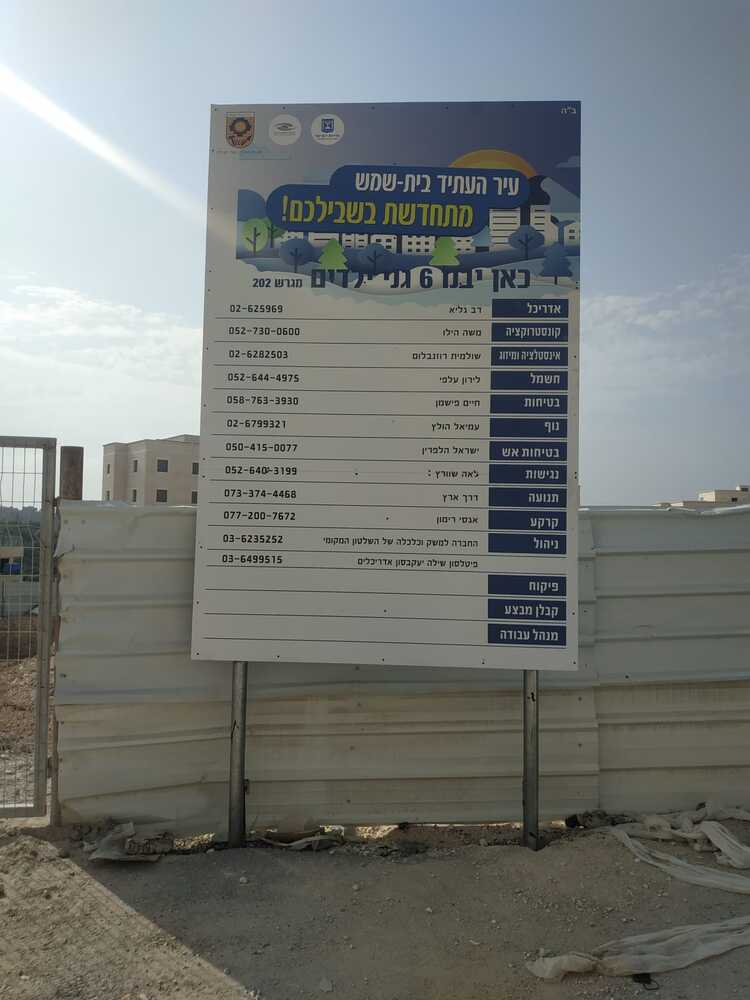 ב"ה
עיר העתיד בית-שמש
מתחדשת בשבילכם!
כאן יבנו 6 גני ילדים מגרש 202
אדריכל דב גליא 02-625969
קונסטרוקציה משה הילו 052-730-0600
אינסטלציה ומיזוג שולמית רוזנבלום 02-6282503
חשמל לירון עלפי 052-644-4975
בטיחות חיים פישמן 058-763-3930
נוף עמיאל הולץ 02-6799321
בטיחות אש ישראל הלפרין 050-415-0077
נגישות לאה שוורץ 052-640-3199
תנועה דרך ארץ 073-374-4468
קרקע אגסי רימון 077-200-7672
ניהול החברה למשק וכלכלה של השלטון המקומי 03-6235252
פיטלסון שילה יעקבסון אדריכלים 03-6499515
פיקוח
קבלן מבצע
מנהל עבודה